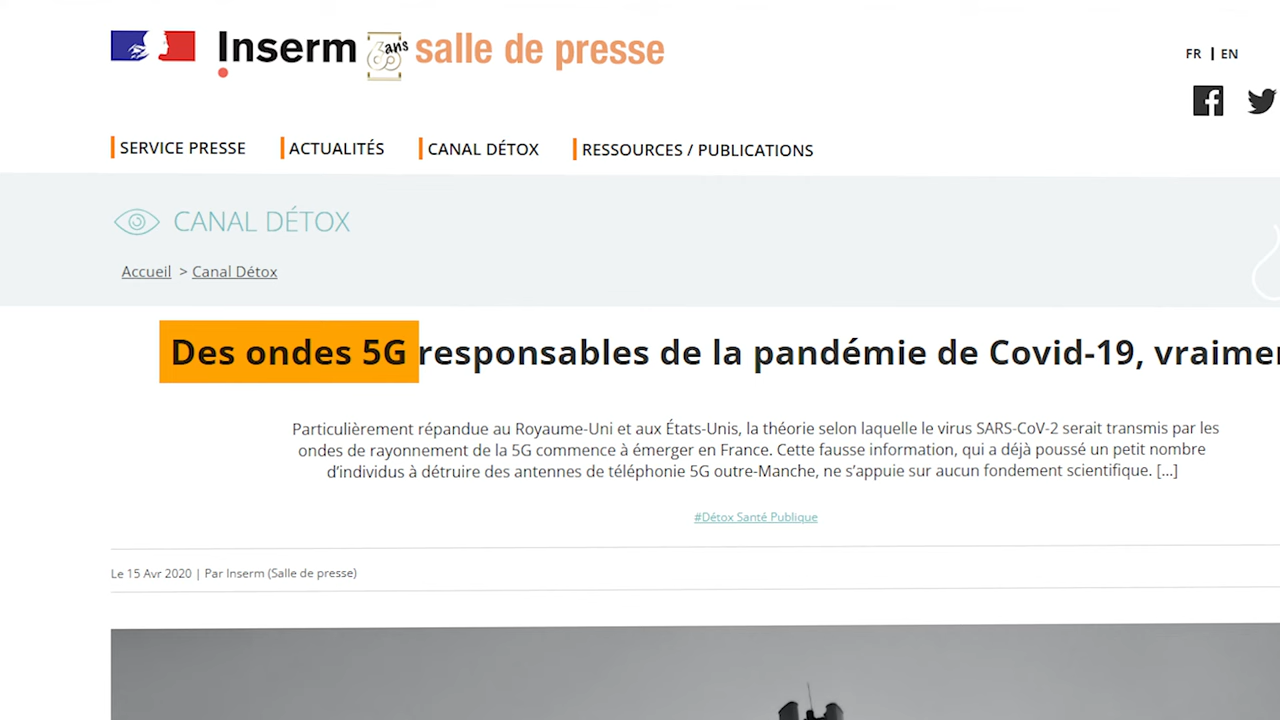 Inserm 60 ans salle de presse
FR | EN
SERVICE PRESSE
ACTUALITÉS
CANAL DÉTOX
RESSOURCES / PUBLICATIONS
CANAL DÉTOX
Accueil > Canal Détox
Des ondes 5G responsables de la pandémie de Covid-19,
Particulièrement répandue au Royaume-Uni et aux États-Unis, la théorie selon laquelle le virus SARS-CoV-2 serait transmis par les
ondes de rayonnement de la 5G commence à émerger en France. Cette fausse information, qui a déjà poussé un petit nombre
d’individus à détruire des antennes de téléphonie 5G outre-Manche, ne s’appuie sur aucun fondement scientifique. [...]
#Détox Santé Publique
Le 15 Avr 2020 | Par Inserm (Salle de presse)